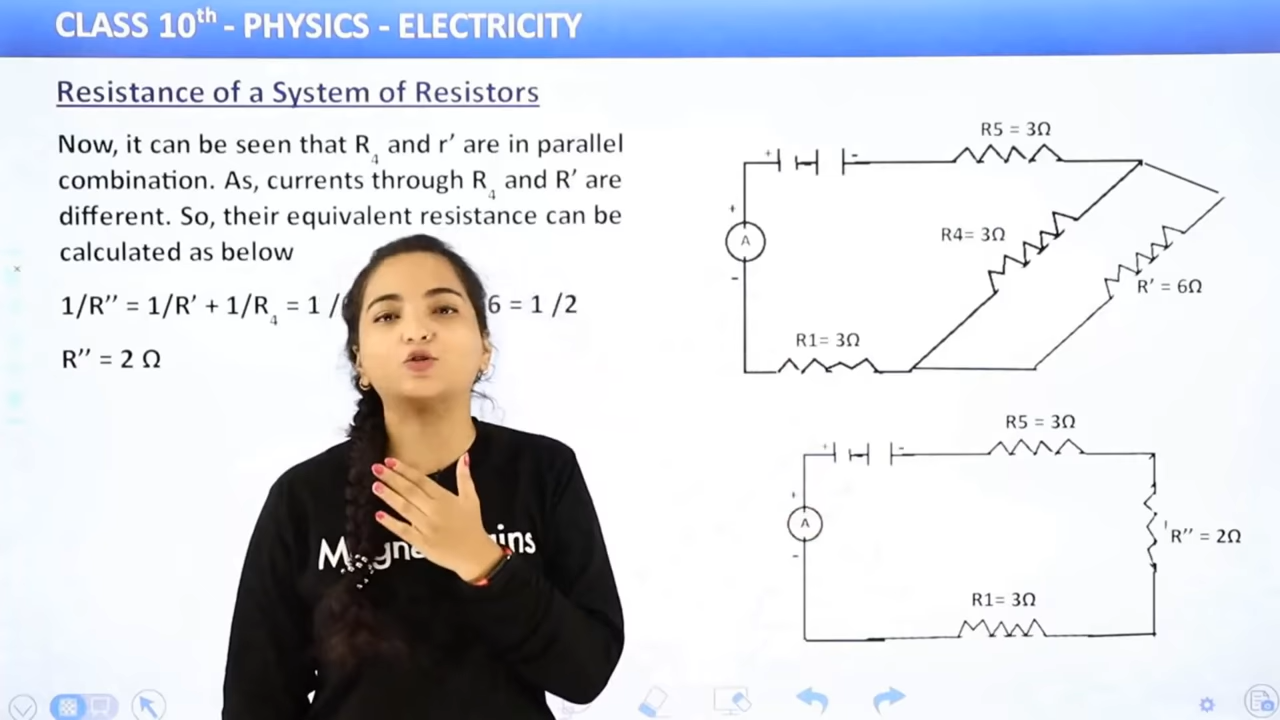 CLASS 10th - PHYSICS - ELECTRICITY
Resistance of a System of Resistors
Now, it can be seen that R4 and r’ are in parallel
combination. As, currents through R4 and R’ are
different. So, their equivalent resistance can be
calculated as below
1/R’’ = 1/R’ + 1/R4 = 1 / 6 = 1 /2
R’’ = 2 Ω
R5 = 3Ω
+ -
+
A
-
R4= 3Ω
R’ = 6Ω
R1= 3Ω
R5 = 3Ω
+ -
+
A
-
R’’ = 2Ω
R1= 3Ω